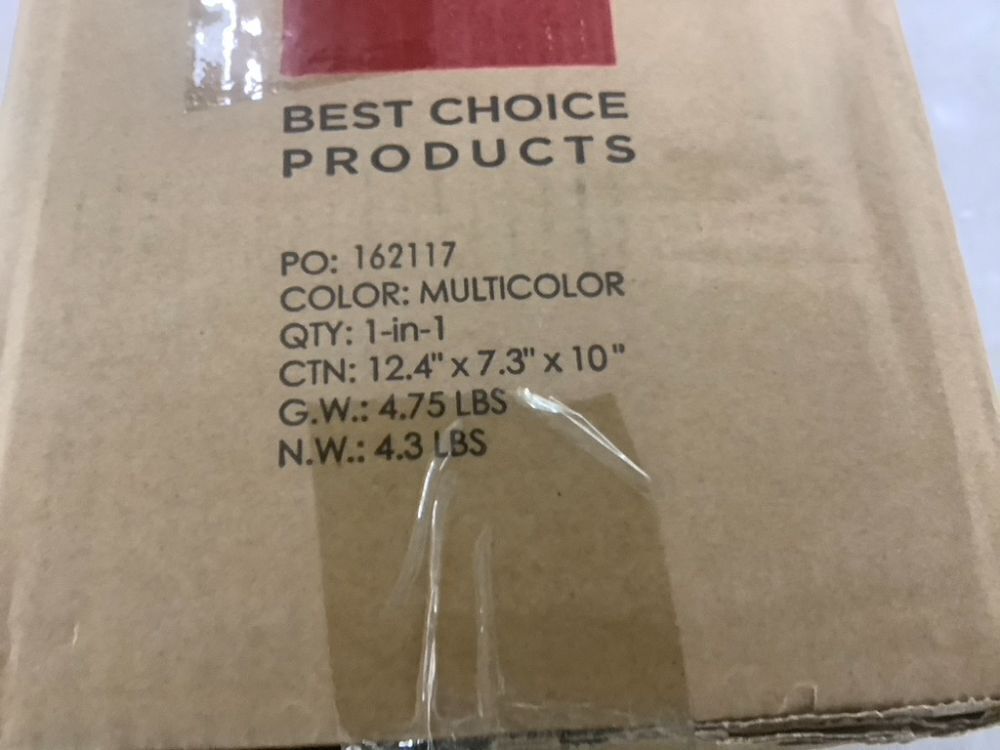 BEST CHOICE
PRODUCTS
PO: 162117
COLOR: MULTICOLOR
QTY: 1-in-1
CTN: 12.4" x 7.3" x 10"
G.W.: 4.75 LBS
N.W.: 4.3 LBS